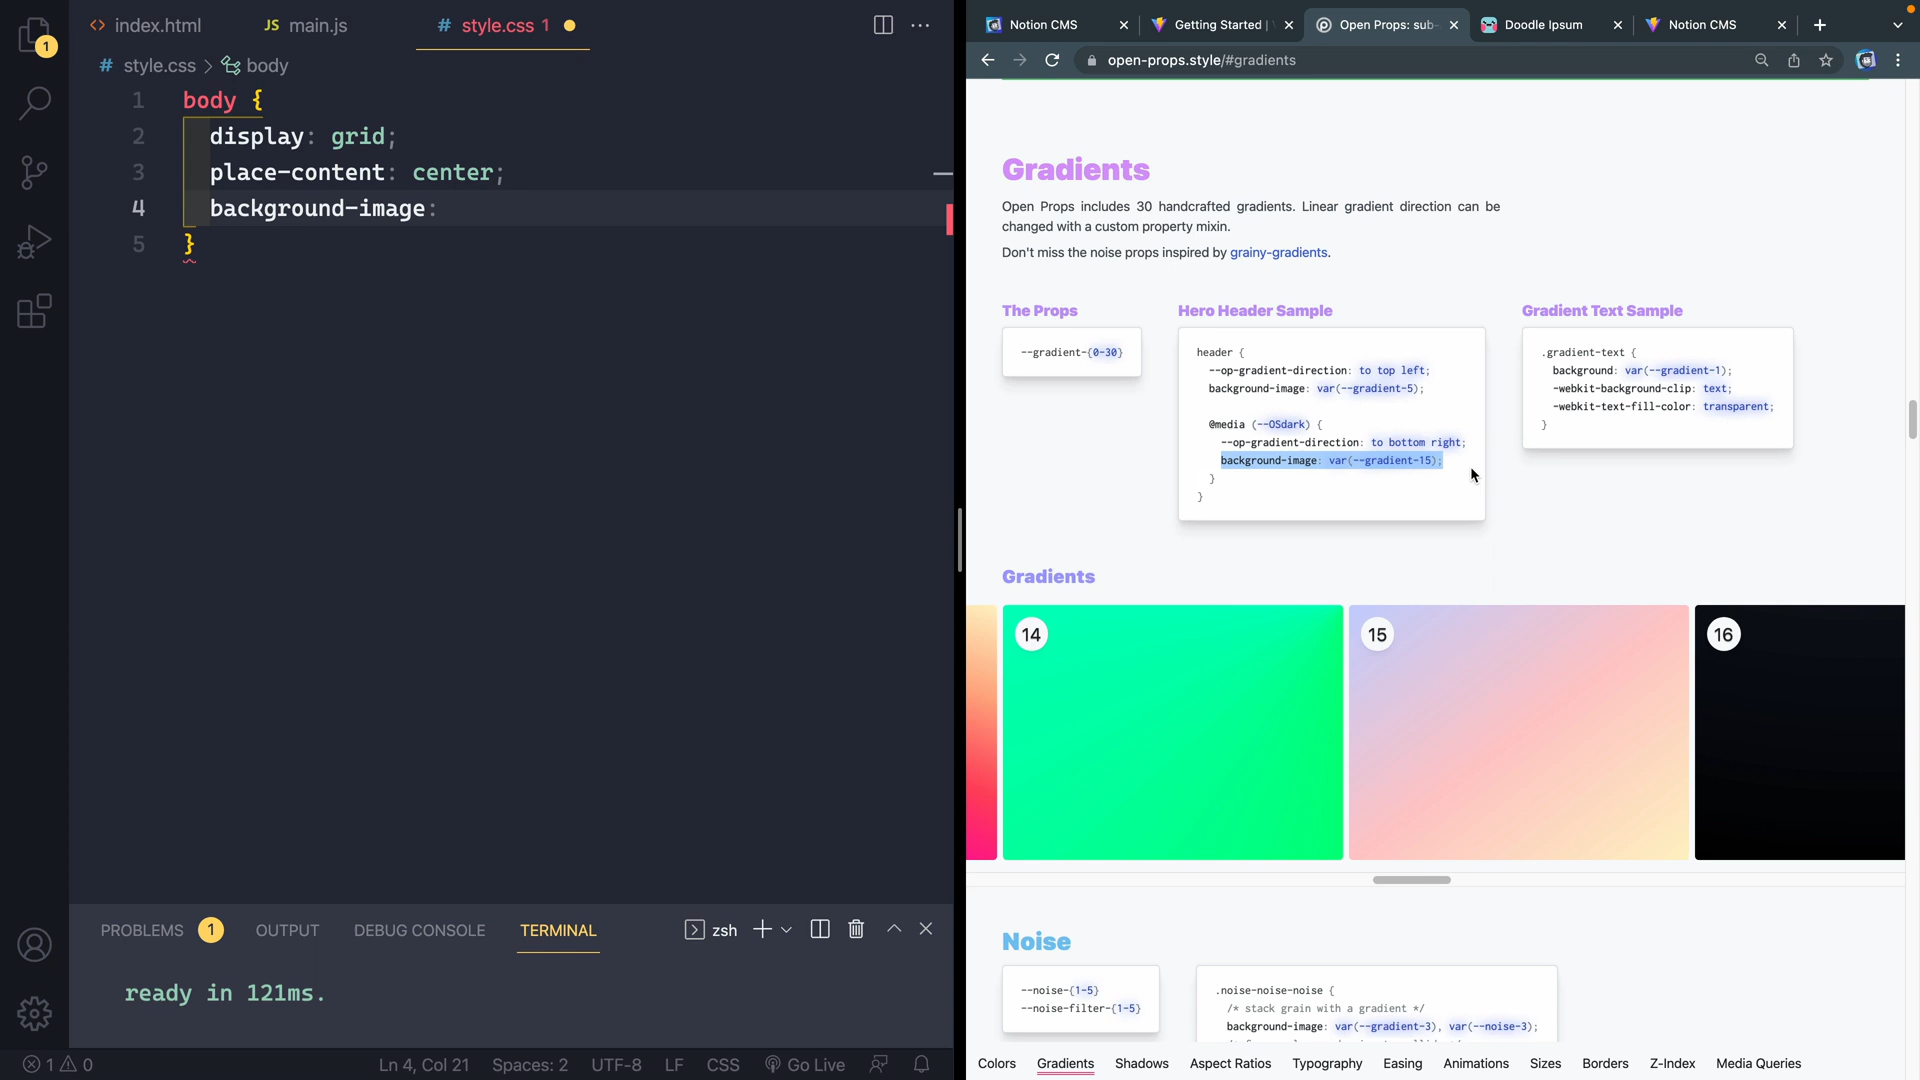 1
index.html
JS main.js
# style.css 1
# style.css > body
1 body {
2 display: grid;
3 place-content: center;
4 background-image:
5 }
PROBLEMS 1
OUTPUT
DEBUG CONSOLE
TERMINAL
zsh
ready in 121ms.
1 0
Ln 4, Col 21
Spaces: 2
UTF-8
LF
CSS
Go Live
Notion CMS
Getting Started |
Open Props: sub-
Doodle Ipsum
Notion CMS
open-props.style/#gradients
Gradients
Open Props includes 30 handcrafted gradients. Linear gradient direction can be
changed with a custom property mixin.
Don't miss the noise props inspired by grainy-gradients.
The Props
--gradient-{0-30}
Hero Header Sample
header {
--op-gradient-direction: to top left;
background-image: var(--gradient-5);
@media (--OSdark) {
--op-gradient-direction: to bottom right;
background-image: var(--gradient-15);
}
}
Gradient Text Sample
.gradient-text {
background: var(--gradient-1);
-webkit-background-clip: text;
-webkit-text-fill-color: transparent;
}
Gradients
14
15
16
Noise
--noise-{1-5}
--noise-filter-{1-5}
.noise-noise-noise {
/* stack grain with a gradient */
background-image: var(--gradient-3), var(--noise-3);
Colors
Gradients
Shadows
Aspect Ratios
Typography
Easing
Animations
Sizes
Borders
Z-Index
Media Queries